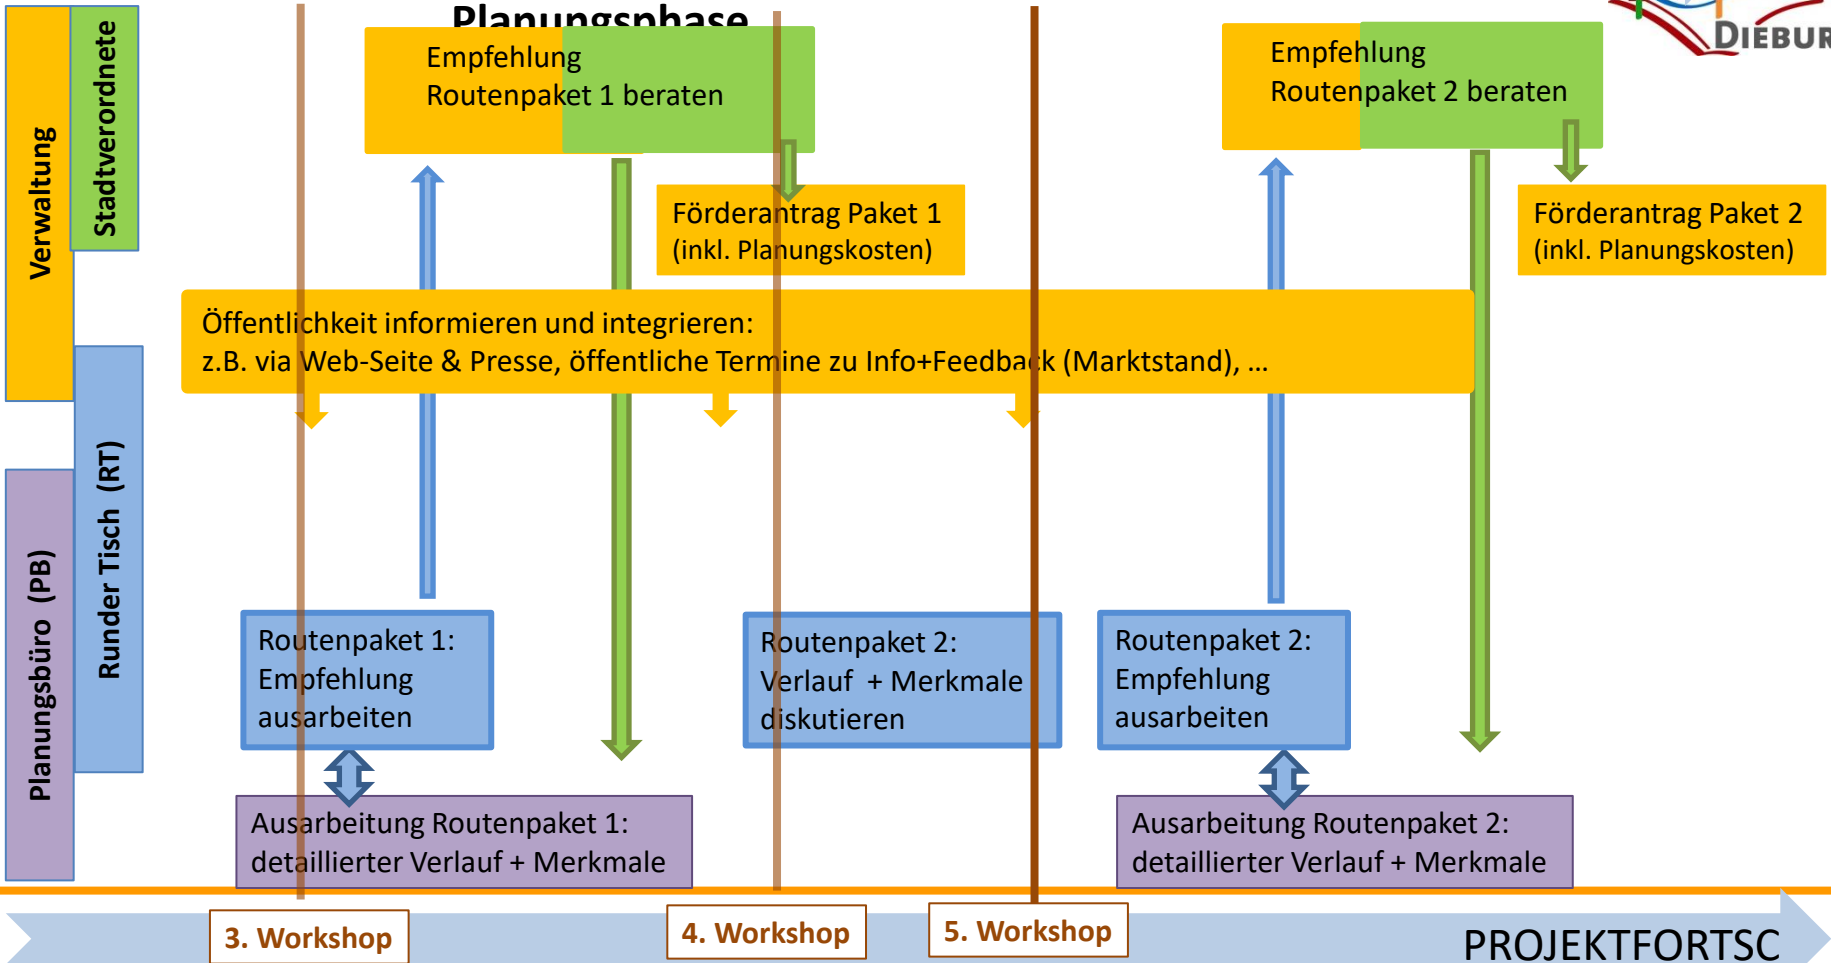 Planungsphase
DIEBUR
Verwaltung
Stadtverordnete
Empfehlung
Routenpaket 1 beraten
Empfehlung
Routenpaket 2 beraten
Förderantrag Paket 1
(inkl. Planungskosten)
Förderantrag Paket 2
(inkl. Planungskosten)
Öffentlichkeit informieren und integrieren:
z.B. via Web-Seite & Presse, öffentliche Termine zu Info+Feedback (Marktstand), ...
Planungsbüro (PB)
Runder Tisch (RT)
Routenpaket 1:
Empfehlung
ausarbeiten
Routenpaket 2:
Verlauf + Merkmale
diskutieren
Routenpaket 2:
Empfehlung
ausarbeiten
Ausarbeitung Routenpaket 1:
detaillierter Verlauf + Merkmale
Ausarbeitung Routenpaket 2:
detaillierter Verlauf + Merkmale
3. Workshop
4. Workshop
5. Workshop
PROJEKTFORTSC